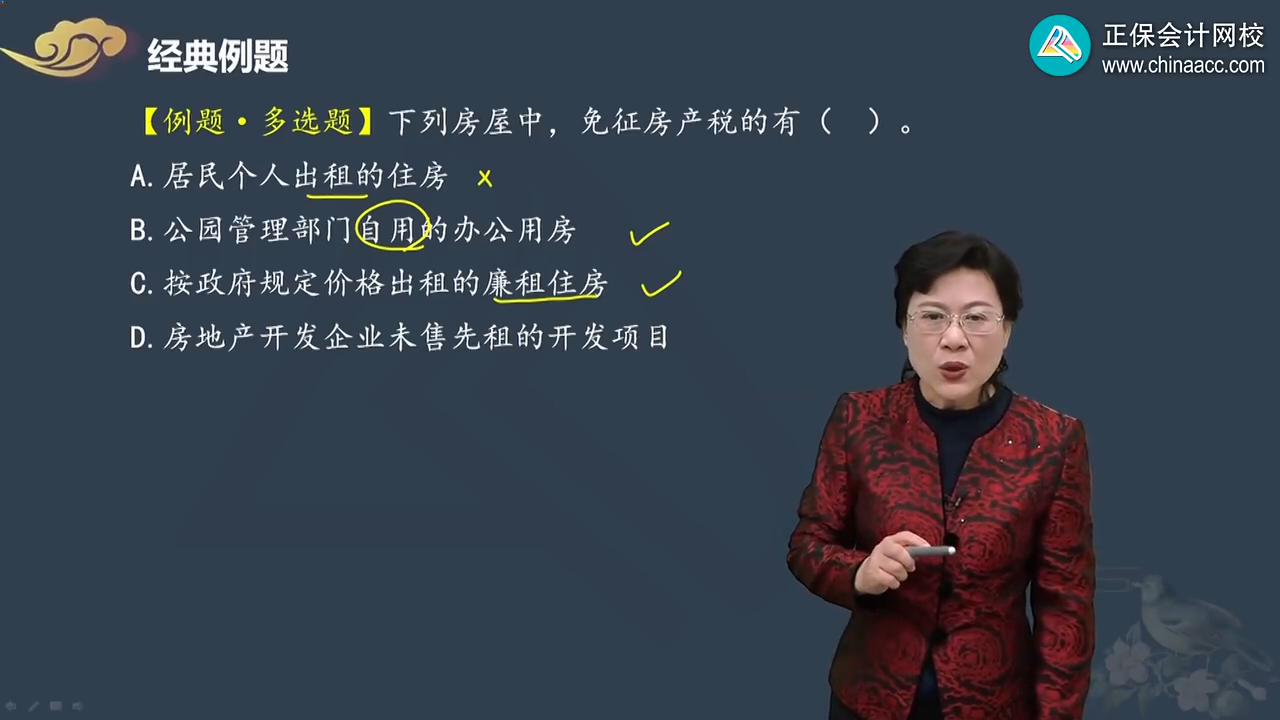 经典例题
正保会计网校
www.chinaacc.com
【例题·多选题】下列房屋中，免征房产税的有（　）。
A.居民个人出租的住房 ×
B.公园管理部门自用的办公用房 ✓
C.按政府规定价格出租的廉租住房 ✓
D.房地产开发企业未售先租的开发项目